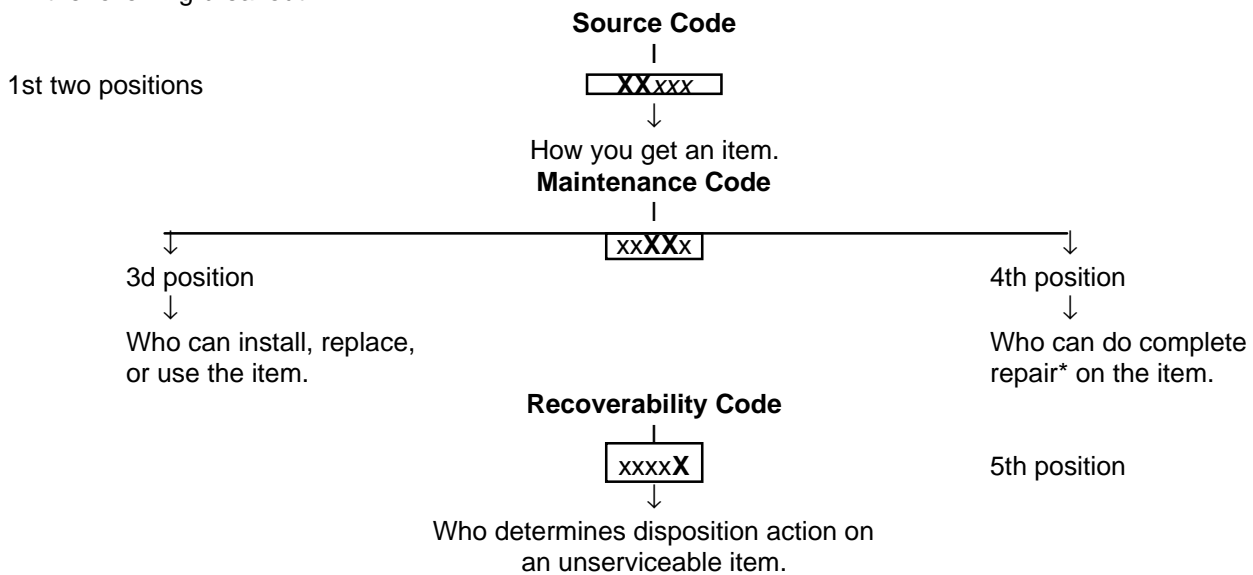 Source Code
1st two positions
XXxxx
↓
How you get an item.
Maintenance Code
xxXXx
↓ ↓
3d position 4th position
↓ ↓
Who can install, replace, Who can do complete
or use the item. repair* on the item.
Recoverability Code
xxxxX 5th position
↓
Who determines disposition action on
an unserviceable item.